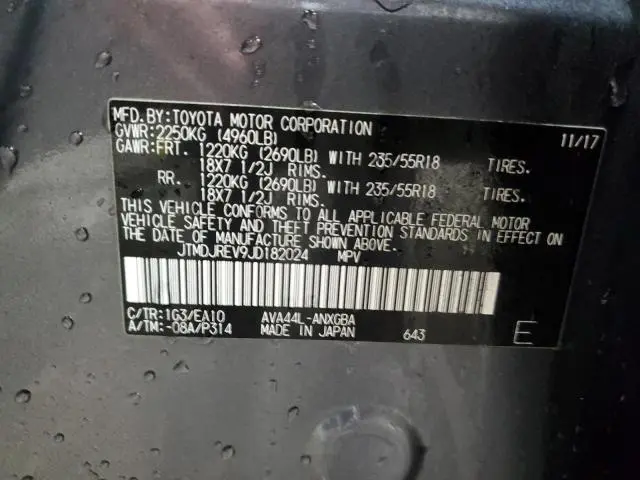 MFD. BY: TOYOTA MOTOR CORPORATION 11/17
GVWR: 2250KG (4960LB)
GAWR: FRT. 1220KG (2690LB) WITH 235/55R18 TIRES.
18X7 1/2J RIMS.
RR. 1220KG (2690LB) WITH 235/55R18 TIRES.
18X7 1/2J RIMS.
THIS VEHICLE CONFORMS TO ALL APPLICABLE FEDERAL MOTOR
VEHICLE SAFETY AND THEFT PREVENTION STANDARDS IN EFFECT
ON THE DATE OF MANUFACTURE SHOWN ABOVE.
JTMDJREV9JD182024 MPV
C/TR: 1G3/EA10 AVA44L-ANXGBA
A/TM: -08A/P314 MADE IN JAPAN 643 E